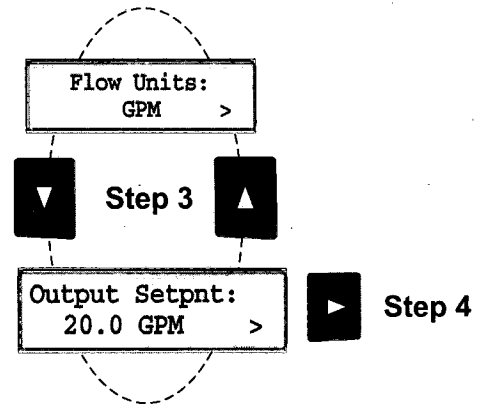 Flow Units:
GPM >
Step 3
Output Setpnt:
20.0 GPM >
Step 4